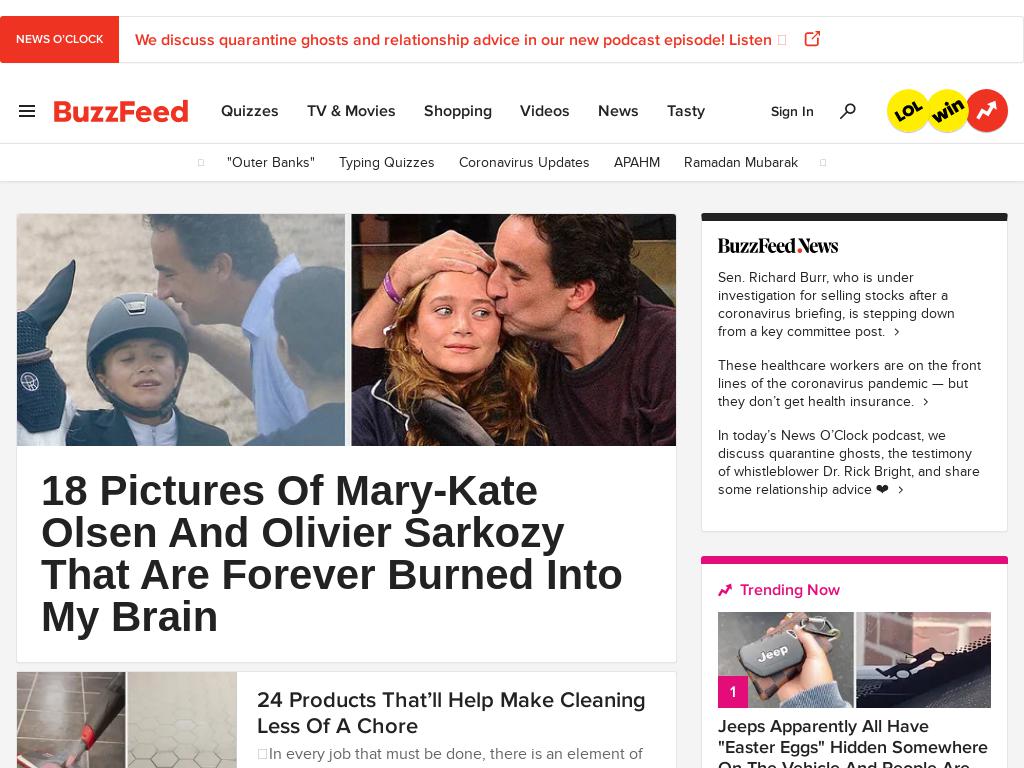 NEWS O'CLOCK
We discuss quarantine ghosts and relationship advice in our new podcast episode! Listen
BuzzFeed
Quizzes
TV & Movies
Shopping
Videos
News
Tasty
Sign In
LOL
win
"Outer Banks"
Typing Quizzes
Coronavirus Updates
APAHM
Ramadan Mubarak
18 Pictures Of Mary-Kate
Olsen And Olivier Sarkozy
That Are Forever Burned Into
My Brain
24 Products That’ll Help Make Cleaning
Less Of A Chore
In every job that must be done, there is an element of
BuzzFeed News
Sen. Richard Burr, who is under
investigation for selling stocks after a
coronavirus briefing, is stepping down
from a key committee post.
These healthcare workers are on the front
lines of the coronavirus pandemic — but
they don’t get health insurance.
In today’s News O’Clock podcast, we
discuss quarantine ghosts, the testimony
of whistleblower Dr. Rick Bright, and share
some relationship advice ❤
Trending Now
Jeep
1
Jeeps Apparently All Have
"Easter Eggs" Hidden Somewhere
On The Vehicle And People Are